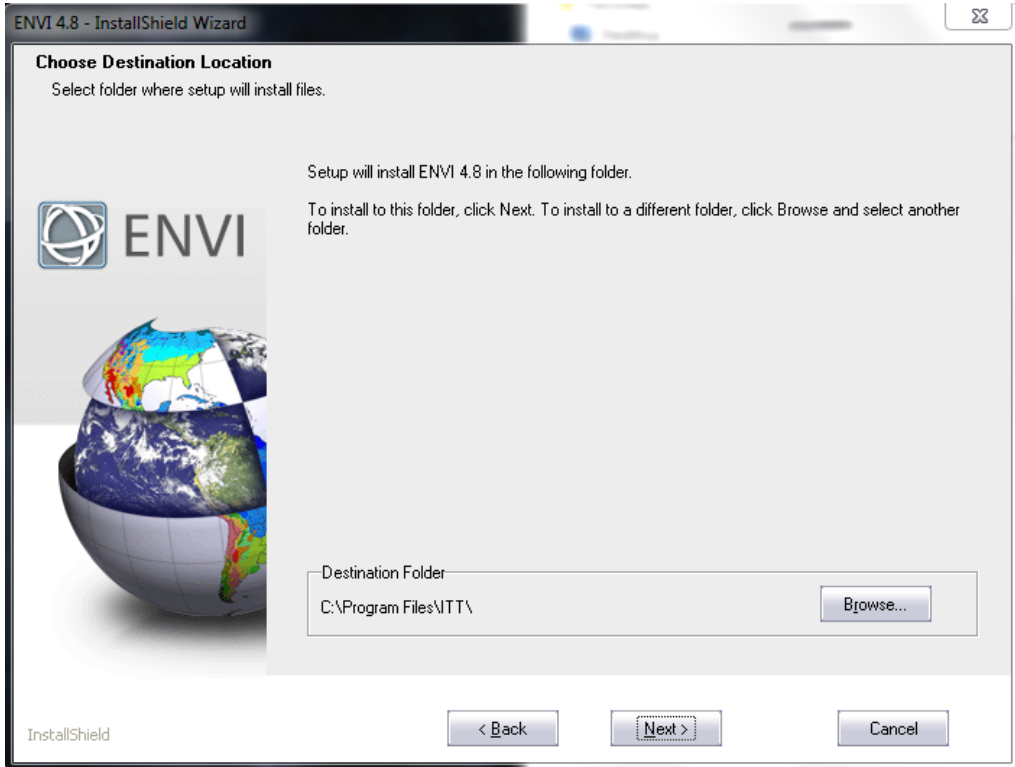 ENVI 4.8 - InstallShield Wizard
Choose Destination Location
Select folder where setup will install files.
Setup will install ENVI 4.8 in the following folder.
To install to this folder, click Next. To install to a different folder, click Browse and select another
folder.
ENVI
Destination Folder
C:\Program Files\ITT\
Browse...
InstallShield
< Back
Next >
Cancel